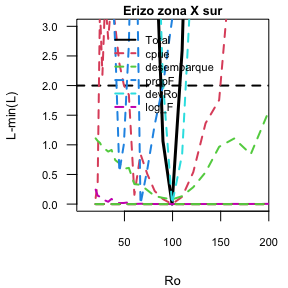 Erizo zona X sur
L-min(L)
3.0
2.5
2.0
1.5
1.0
0.5
0.0
Total
cpue
desembarque
propF
devRo
logF
50
100
150
200
Ro